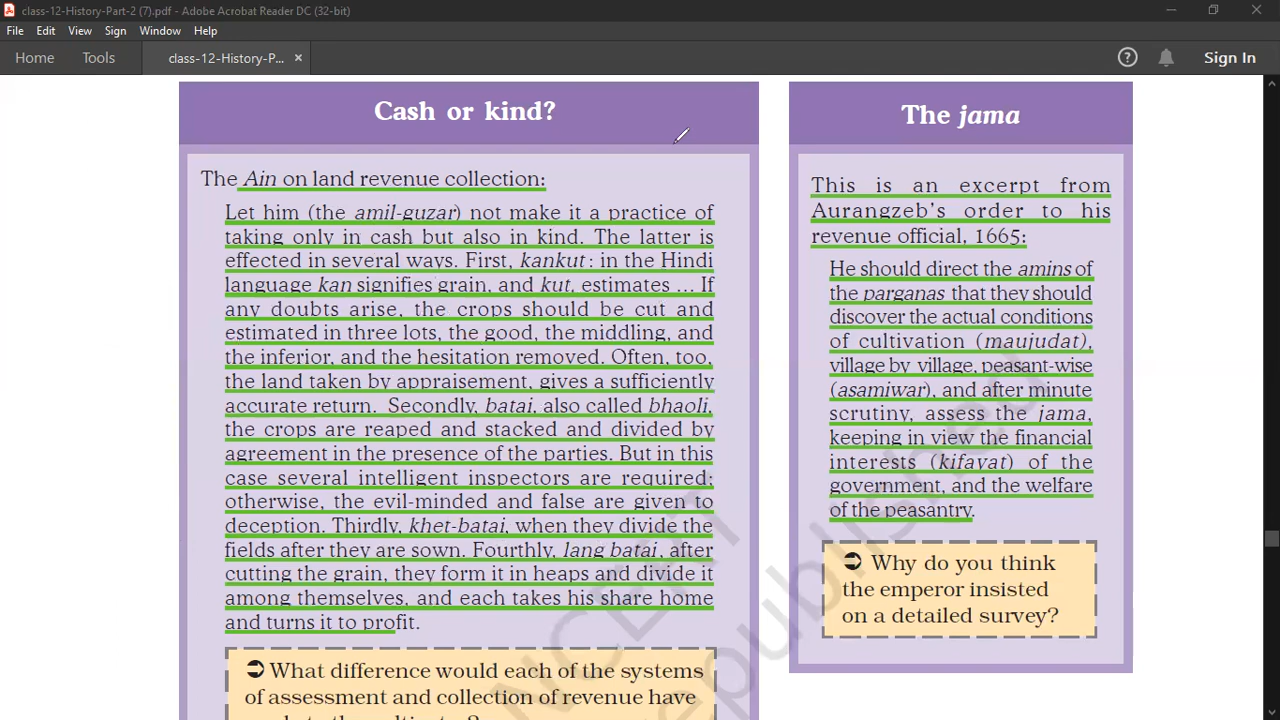 class-12-History-Part-2 (7).pdf - Adobe Acrobat Reader DC (32-bit)
File Edit View Sign Window Help
Home Tools class-12-History-P... × Sign In
Cash or kind?
The Ain on land revenue collection:
Let him (the amil-guzar) not make it a practice of
taking only in cash but also in kind. The latter is
effected in several ways. First, kankut : in the Hindi
language kan signifies grain, and kut, estimates … If
any doubts arise, the crops should be cut and
estimated in three lots, the good, the middling, and
the inferior, and the hesitation removed. Often, too,
the land taken by appraisement, gives a sufficiently
accurate return. Secondly, batai, also called bhaoli,
the crops are reaped and stacked and divided by
agreement in the presence of the parties. But in this
case several intelligent inspectors are required;
otherwise, the evil-minded and false are given to
deception. Thirdly, khet-batai, when they divide the
fields after they are sown. Fourthly, lang batai, after
cutting the grain, they form it in heaps and divide it
among themselves, and each takes his share home
and turns it to profit.
➲ What difference would each of the systems
of assessment and collection of revenue have
The jama
This is an excerpt from
Aurangzeb's order to his
revenue official, 1665:
He should direct the amins of
the parganas that they should
discover the actual conditions
of cultivation (maujudat),
village by village, peasant-wise
(asamiwar), and after minute
scrutiny, assess the jama,
keeping in view the financial
interests (kifayat) of the
government, and the welfare
of the peasantry.
➲ Why do you think
the emperor insisted
on a detailed survey?
NCERT
republished